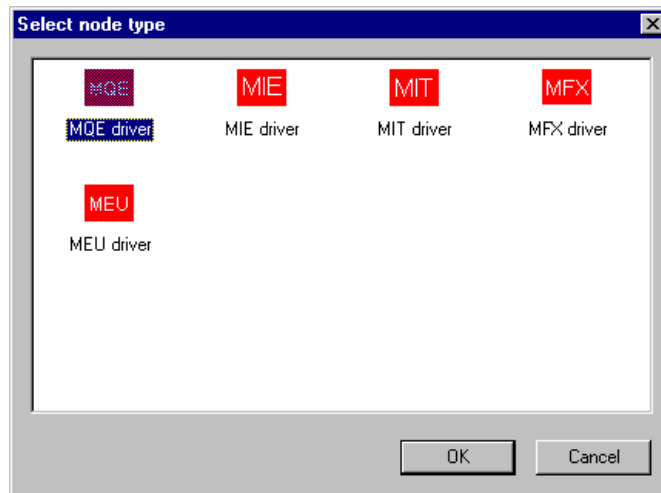 Select node type
MQE MIE MIT MFX
MQE driver MIE driver MIT driver MFX driver
MEU
MEU driver
OK Cancel